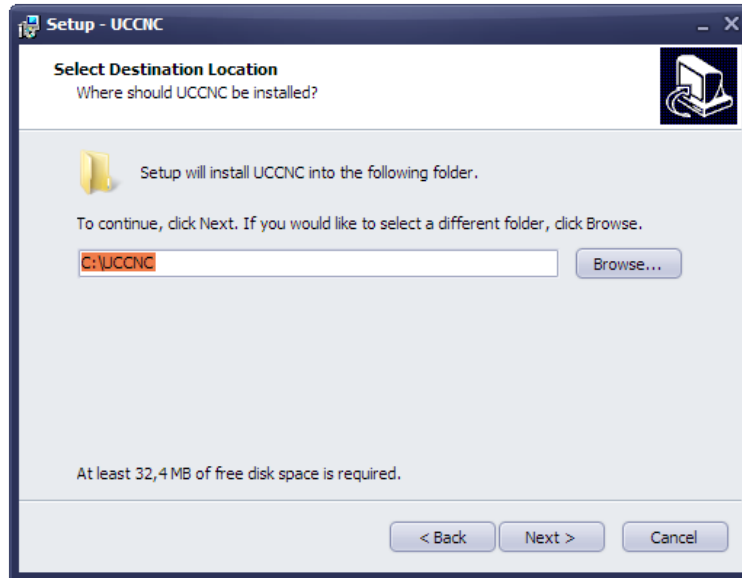 Setup - UCCNC
Select Destination Location
Where should UCCNC be installed?
Setup will install UCCNC into the following folder.
To continue, click Next. If you would like to select a different folder, click Browse.
C:\UCCNC
Browse...
At least 32,4 MB of free disk space is required.
< Back
Next >
Cancel